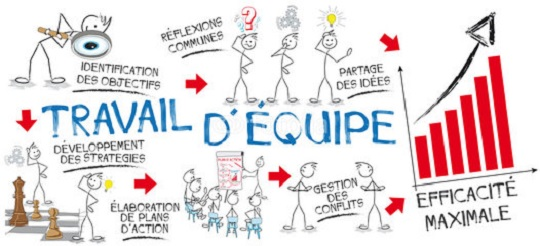 IDENTIFICATION
DES OBJECTIFS
RÉFLEXIONS
COMMUNES
PARTAGE
DES IDÉES
TRAVAIL D'ÉQUIPE
DÉVELOPPEMENT
DES STRATEGIES
ÉLABORATION
DE PLANS
D'ACTION
GESTION
DES
CONFLITS
EFFICACITÉ
MAXIMALE